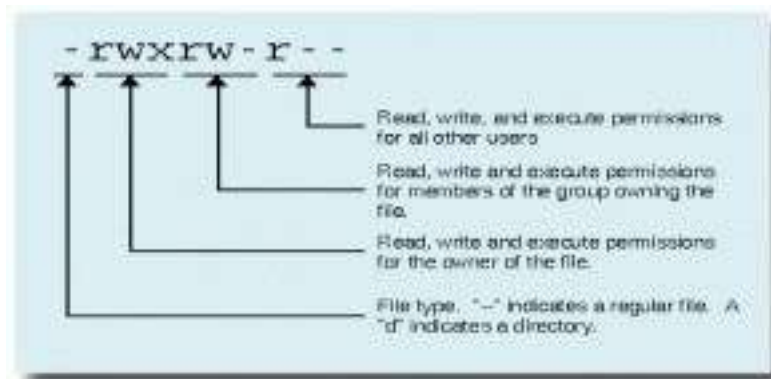 -rwxrw-r--
Read, write, and execute permissions
for all other users
Read, write and execute permissions
for members of the group owning the
file.
Read, write and execute permissions
for the owner of the file.
File type. "-" indicates a regular file. A
"d" indicates a directory.